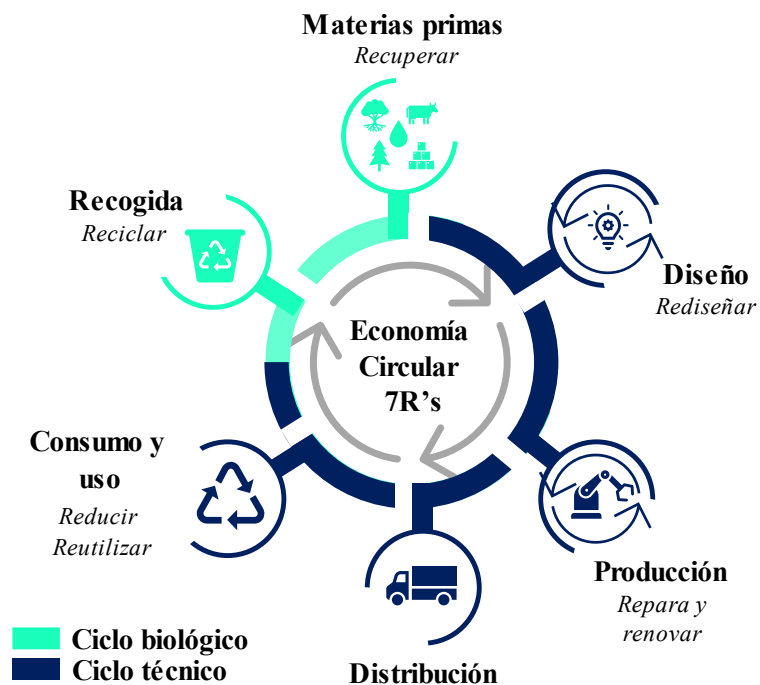 Materias primas
Recuperar
Recogida
Reciclar
Diseño
Rediseñar
Economía
Circular
7R's
Consumo y
uso
Reducir
Reutilizar
Producción
Repara y
renovar
Distribución
Ciclo biológico
Ciclo técnico